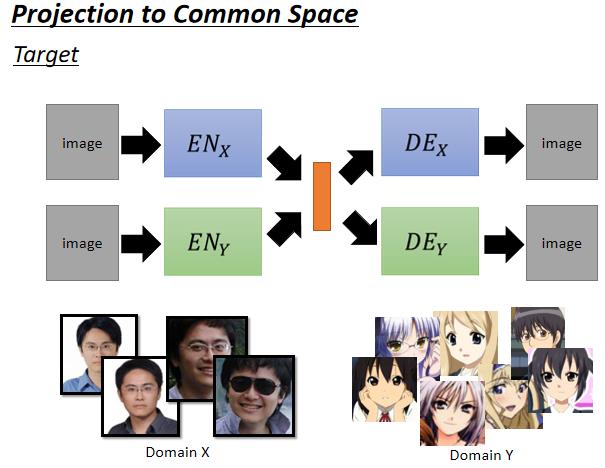 Projection to Common Space
Target
image
EN_X
DE_X
image
image
EN_Y
DE_Y
image
Domain X
Domain Y